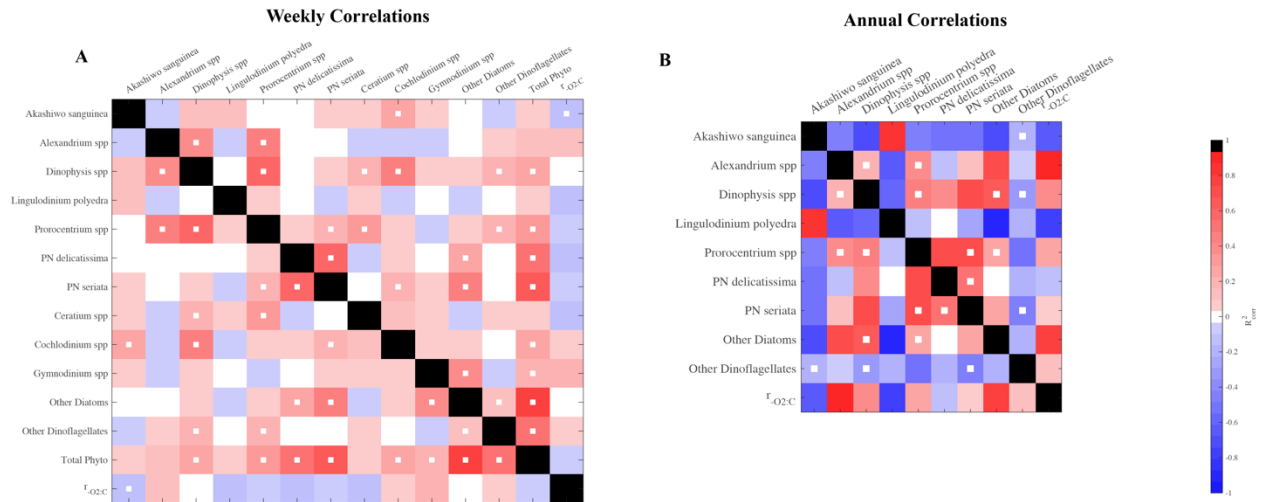 Weekly Correlations
Annual Correlations
A
B
Akashiwo sanguinea
Alexandrium spp
Dinophysis spp
Lingulodinium polyedra
Prorocentrium spp
PN delicatissima
PN seriata
Ceratium spp
Cochlodinium spp
Gymnodinium spp
Other Diatoms
Other Dinoflagellates
Total Phyto
r-O2:C
Akashiwo sanguinea
Alexandrium spp
Dinophysis spp
Lingulodinium polyedra
Prorocentrium spp
PN delicatissima
PN seriata
Ceratium spp
Cochlodinium spp
Gymnodinium spp
Other Diatoms
Other Dinoflagellates
Total Phyto
r-O2:C
Akashiwo sanguinea
Alexandrium spp
Dinophysis spp
Lingulodinium polyedra
Prorocentrium spp
PN delicatissima
PN seriata
Other Diatoms
Other Dinoflagellates
r-O2:C
Akashiwo sanguinea
Alexandrium spp
Dinophysis spp
Lingulodinium polyedra
Prorocentrium spp
PN delicatissima
PN seriata
Other Diatoms
Other Dinoflagellates
r-O2:C
1
0.8
0.6
0.4
0.2
0
-0.2
-0.4
-0.6
-0.8
-1
R2corr